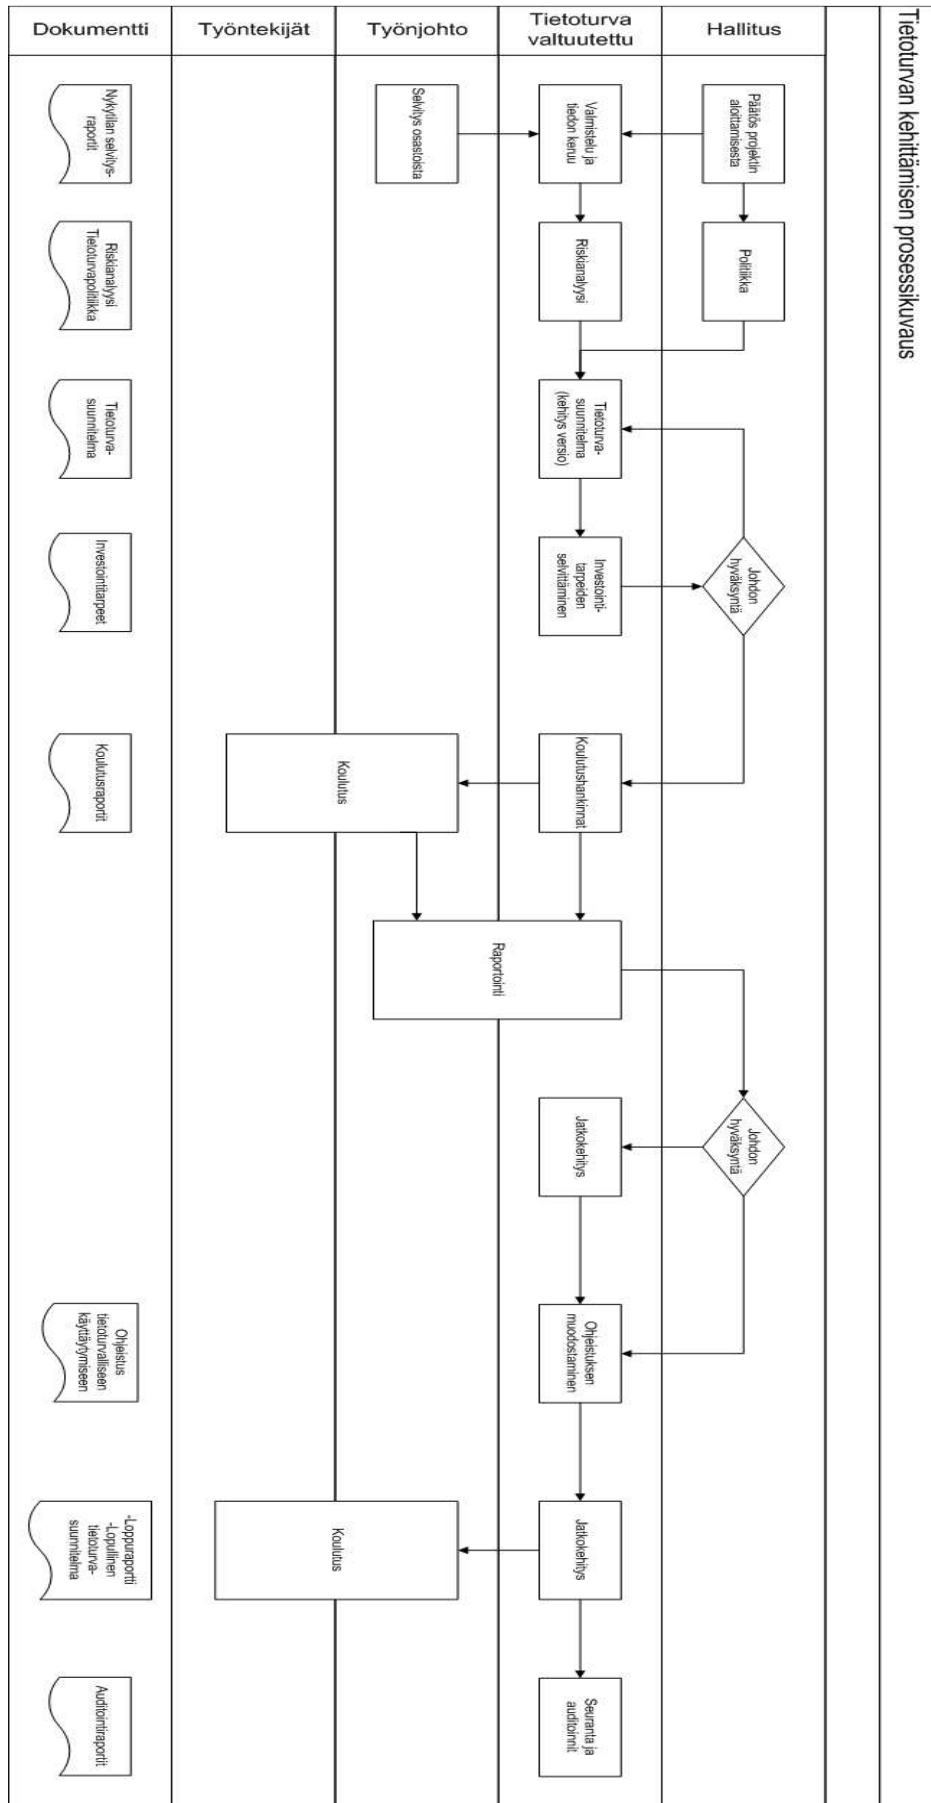 Tietoturvan kehittämisen prosessikuvaus
Dokumentti
Työntekijät
Työnjohto
Tietoturva
valtuutettu
Hallitus
Nykytilan selvitys-
raportit
Selvitys osastoista
Valmistelu ja
tiedon keruu
Päätös projektin
aloittamisesta
Riskianalyysi
Tietoturvapolitiikka
Riskianalyysi
Politiikka
Tietoturva-
suunnitelma
Tietoturva-
suunnitelma
(kehitys versio)
Investointitarpeet
Investointi-
tarpeiden
selvittäminen
Johdon
hyväksyntä
Koulutusraportit
Koulutus
Koulutushankinnat
Raportointi
Jatkokehitys
Johdon
hyväksyntä
Ohjeistus
tietoturvalliseen
käyttäytymiseen
Ohjeistuksen
muodostaminen
-Loppuraportti
-Lopullinen
tietoturva-
suunnitelma
Koulutus
Jatkokehitys
Auditointiraportit
Seuranta ja
auditoinnit